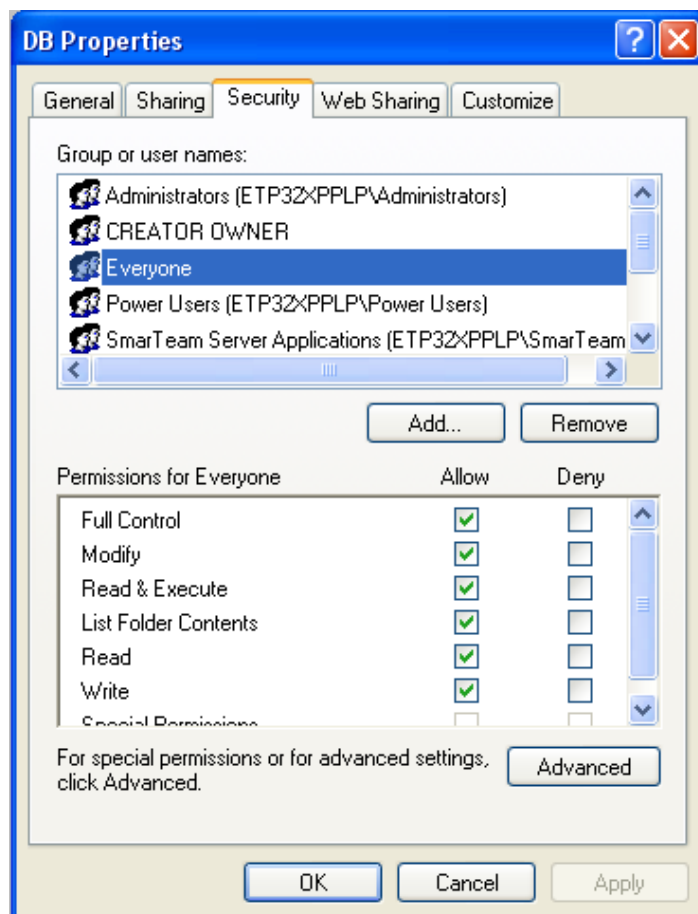 DB Properties
General Sharing Security Web Sharing Customize
Group or user names:
Administrators (ETP32XPPLP\Administrators)
CREATOR OWNER
Everyone
Power Users (ETP32XPPLP\Power Users)
SmarTeam Server Applications (ETP32XPPLP\SmarTeam
Add... Remove
Permissions for Everyone Allow Deny
Full Control
Modify
Read & Execute
List Folder Contents
Read
Write
Special Permissions
For special permissions or for advanced settings,
click Advanced.
Advanced
OK Cancel Apply